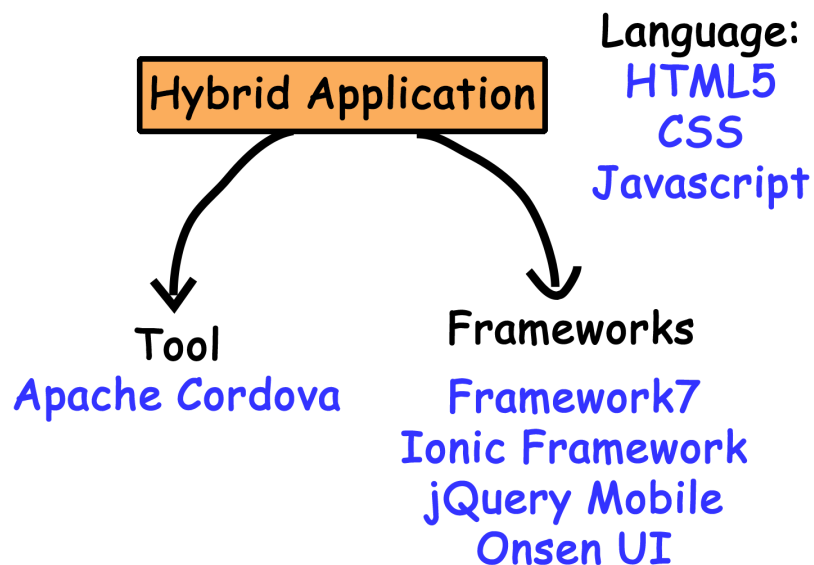 Language:
HTML5
CSS
Javascript
Hybrid Application
Tool
Apache Cordova
Frameworks
Framework7
Ionic Framework
jQuery Mobile
Onsen UI